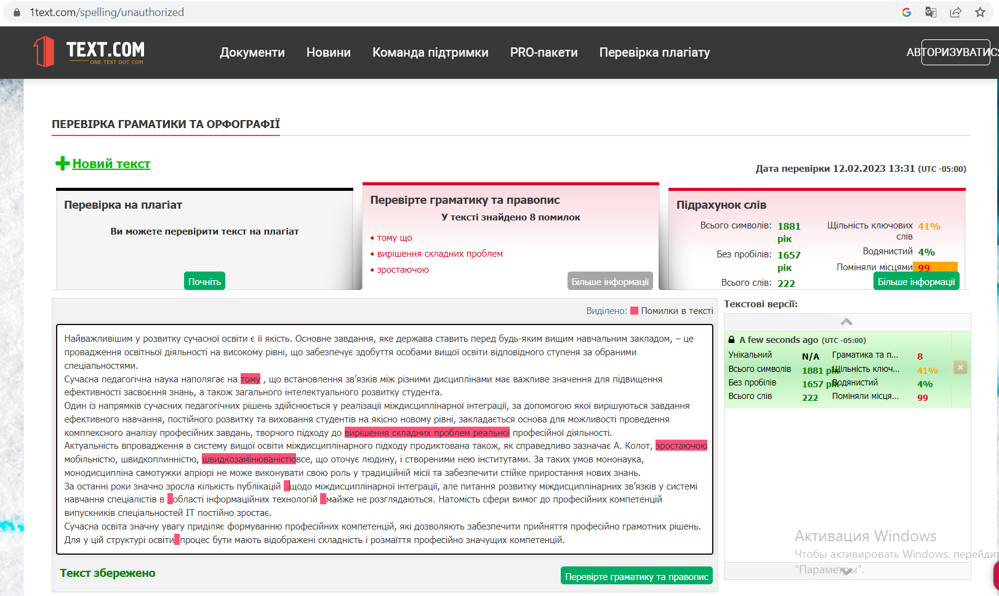 1text.com/spelling/unauthorized
TEXT.COM
ONE TEXT DOT COM
Документи Новини Команда підтримки PRO-пакети Перевірка плагіату АВТОРИЗУВАТИСЯ
ПЕРЕВІРКА ГРАМАТИКИ ТА ОРФОГРАФІЇ
Новий текст
Дата перевірки 12.02.2023 13:31 (UTC -05:00)
Перевірка на плагіат
Ви можете перевірити текст на плагіат
Почніть
Перевірте граматику та правопис
У тексті знайдено 8 помилок
• тому що
• вирішення складних проблем
• зростаючою
Більше інформації
Підрахунок слів
Всього символів: 1881 рік
Без пробілів: 1657 рік
Всього слів: 222
Щільність ключових слів 41%
Водянистий 4%
Поміняли місцями 99
Більше інформації
Виділено: Помилки в тексті
Найважливішим у розвитку сучасної освіти є її якість. Основне завдання, яке держава ставить перед будь-яким вищим навчальним закладом, – це
провадження освітньої діяльності на високому рівні, що забезпечує здобуття особами вищої освіти відповідного ступеня за обраними
спеціальностями.
Сучасна педагогічна наука наполягає на тому , що встановлення зв’язків між різними дисциплінами має важливе значення для підвищення
ефективності засвоєння знань, а також загального інтелектуального розвитку студента.
Один із напрямків сучасних педагогічних рішень здійснюється у реалізації міждисциплінарної інтеграції, за допомогою якої вирішуються завдання
ефективного навчання, постійного розвитку та виховання студентів на якісно новому рівні, закладається основа для можливості проведення
комплексного аналізу професійних завдань, творчого підходу до вирішення складних проблем реальної професійної діяльності.
Актуальність впровадження в систему вищої освіти міждисциплінарного підходу продиктована також, як справедливо зазначає А. Колот, зростаючою
мобільністю, швидкоплинністю, швидкозамінюваністювсе, що оточує людину, і створеними нею інститутами. За таких умов мононаука,
монодисципліна самотужки апріорі не може виконувати свою роль у традиційній місії та забезпечити стійке приростання нових знань.
За останні роки значно зросла кількість публікацій щодо міждисциплінарної інтеграції, але питання розвитку міждисциплінарних зв’язків у системі
навчання спеціалістів в області інформаційних технологій майже не розглядаються. Натомість сфери вимог до професійних компетенцій
випускників спеціальностей ІТ постійно зростає.
Сучасна освіта значну увагу приділяє формуванню професійних компетенцій, які дозволяють забезпечити прийняття професійно грамотних рішень.
Для у цій структурі освіти процес бути мають відображені складність і розмаїття професійно значущих компетенцій.
Текст збережено
Перевірте граматику та правопис
Текстові версії:
A few seconds ago (UTC -05:00)
Унікальний N/A Граматика та п... 8
Всього символів 1881 рік Щільність ключ... 41%
Без пробілів 1657 рік Водянистий 4%
Всього слів 222 Поміняли місця... 99
Активация Windows
Чтобы активировать Windows, перейдит
"Параметры".